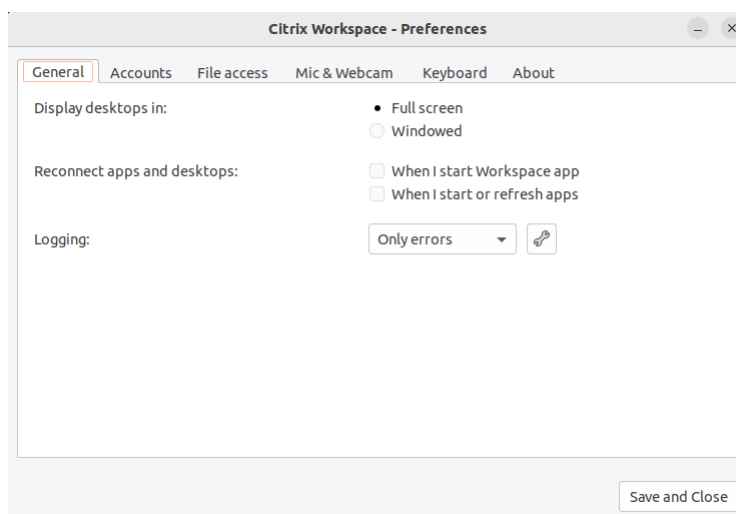 Citrix Workspace - Preferences
General Accounts File access Mic & Webcam Keyboard About
Display desktops in: Full screen
Windowed
Reconnect apps and desktops: When I start Workspace app
When I start or refresh apps
Logging: Only errors
Save and Close